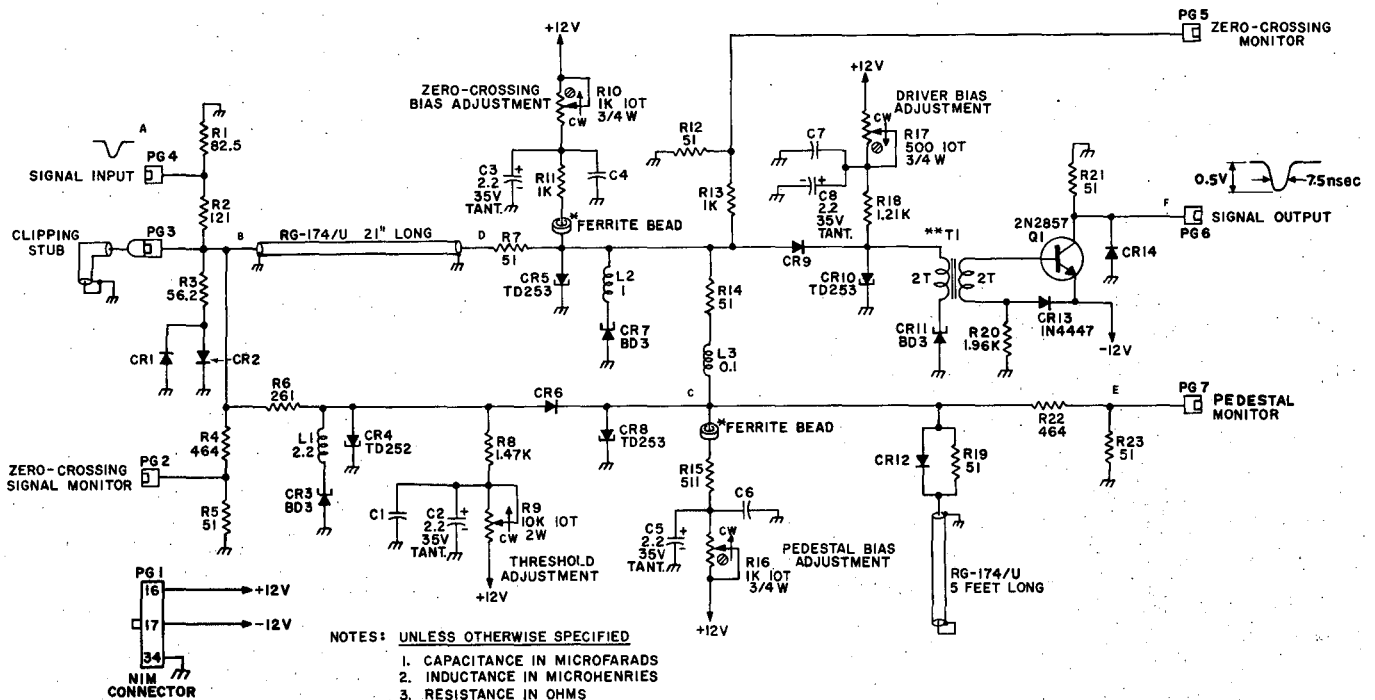 PG5
ZERO-CROSSING
MONITOR
+12V
ZERO-CROSSING
BIAS ADJUSTMENT
R10
1K 10T
3/4 W
CW
+12V
DRIVER BIAS
ADJUSTMENT
CW
R17
500 10T
3/4 W
A
R1
82.5
PG4
SIGNAL INPUT
R2
121
C3
2.2
35V
TANT.
+
-
R11
1K
C4
*FERRITE BEAD
R12
51
R13
1K
C7
C8
2.2
35V
TANT.
-
+
R18
1.21K
R21
51
0.5V
7.5nsec
2N2857
Q1
F
SIGNAL OUTPUT
PG6
CR14
CLIPPING
STUB
PG3
B
RG-174/U 21" LONG
D
R7
51
CR9
**T1
2T
2T
R3
56.2
CR1
CR2
CR5
TD253
L2
1
CR7
BD3
R14
51
L3
0.1
CR10
TD253
CR11
BD3
R20
1.96K
CR13
1N4447
-12V
R6
261
CR6
C
E
PG7
PEDESTAL
MONITOR
R4
464
L1
2.2
CR4
TD252
R8
1.47K
CR8
TD253
*FERRITE BEAD
R22
464
R23
51
CR12
R19
51
ZERO-CROSSING
SIGNAL MONITOR
PG2
R5
51
CR3
BD3
C1
C2
2.2
35V
TANT.
+
-
R9
10K 10T
2W
CW
THRESHOLD
ADJUSTMENT
+12V
R15
511
C6
C5
2.2
35V
TANT.
+
-
CW
R16
1K 10T
3/4 W
PEDESTAL BIAS
ADJUSTMENT
+12V
RG-174/U
5 FEET LONG
PG1
16
+12V
17
-12V
34
NIM
CONNECTOR
NOTES: UNLESS OTHERWISE SPECIFIED
1. CAPACITANCE IN MICROFARADS
2. INDUCTANCE IN MICROHENRIES
3. RESISTANCE IN OHMS